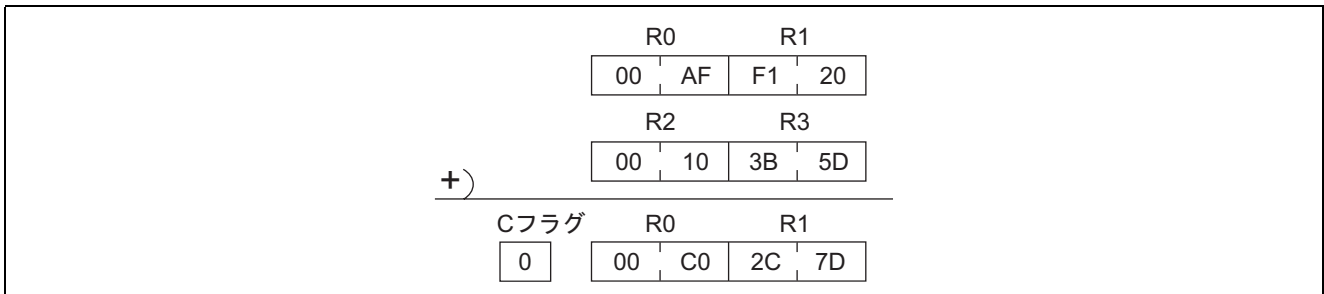 R0 R1
00 AF F1 20
R2 R3
00 10 3B 5D
+)
Cフラグ R0 R1
0 00 C0 2C 7D